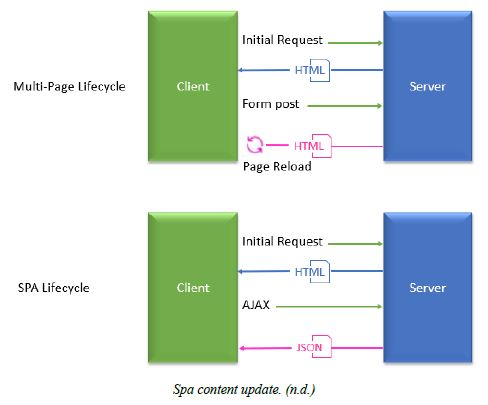 Initial Request
HTML
Multi-Page Lifecycle
Client
Server
Form post
HTML
Page Reload
Initial Request
HTML
SPA Lifecycle
Client
Server
AJAX
JSON
Spa content update. (n.d.)